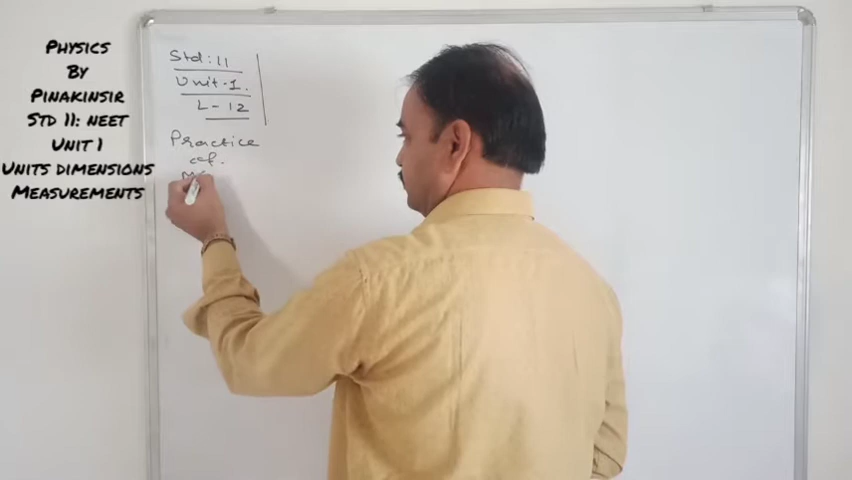 Physics
By
Pinakinsir
Std 11: NEET
Unit 1
Units dimensions
Measurements
Std: 11
Unit-1.
L-12
Practice
of.